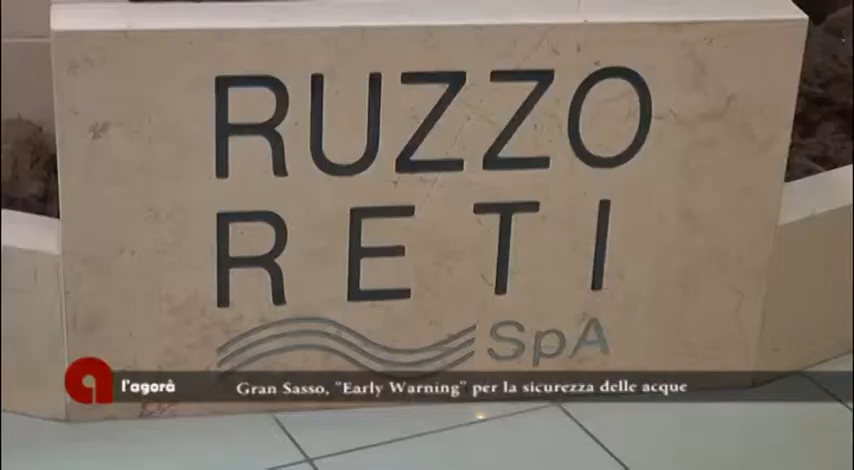 RUZZO
RETI
SpA
a l'agorà
Gran Sasso, "Early Warning" per la sicurezza delle acque